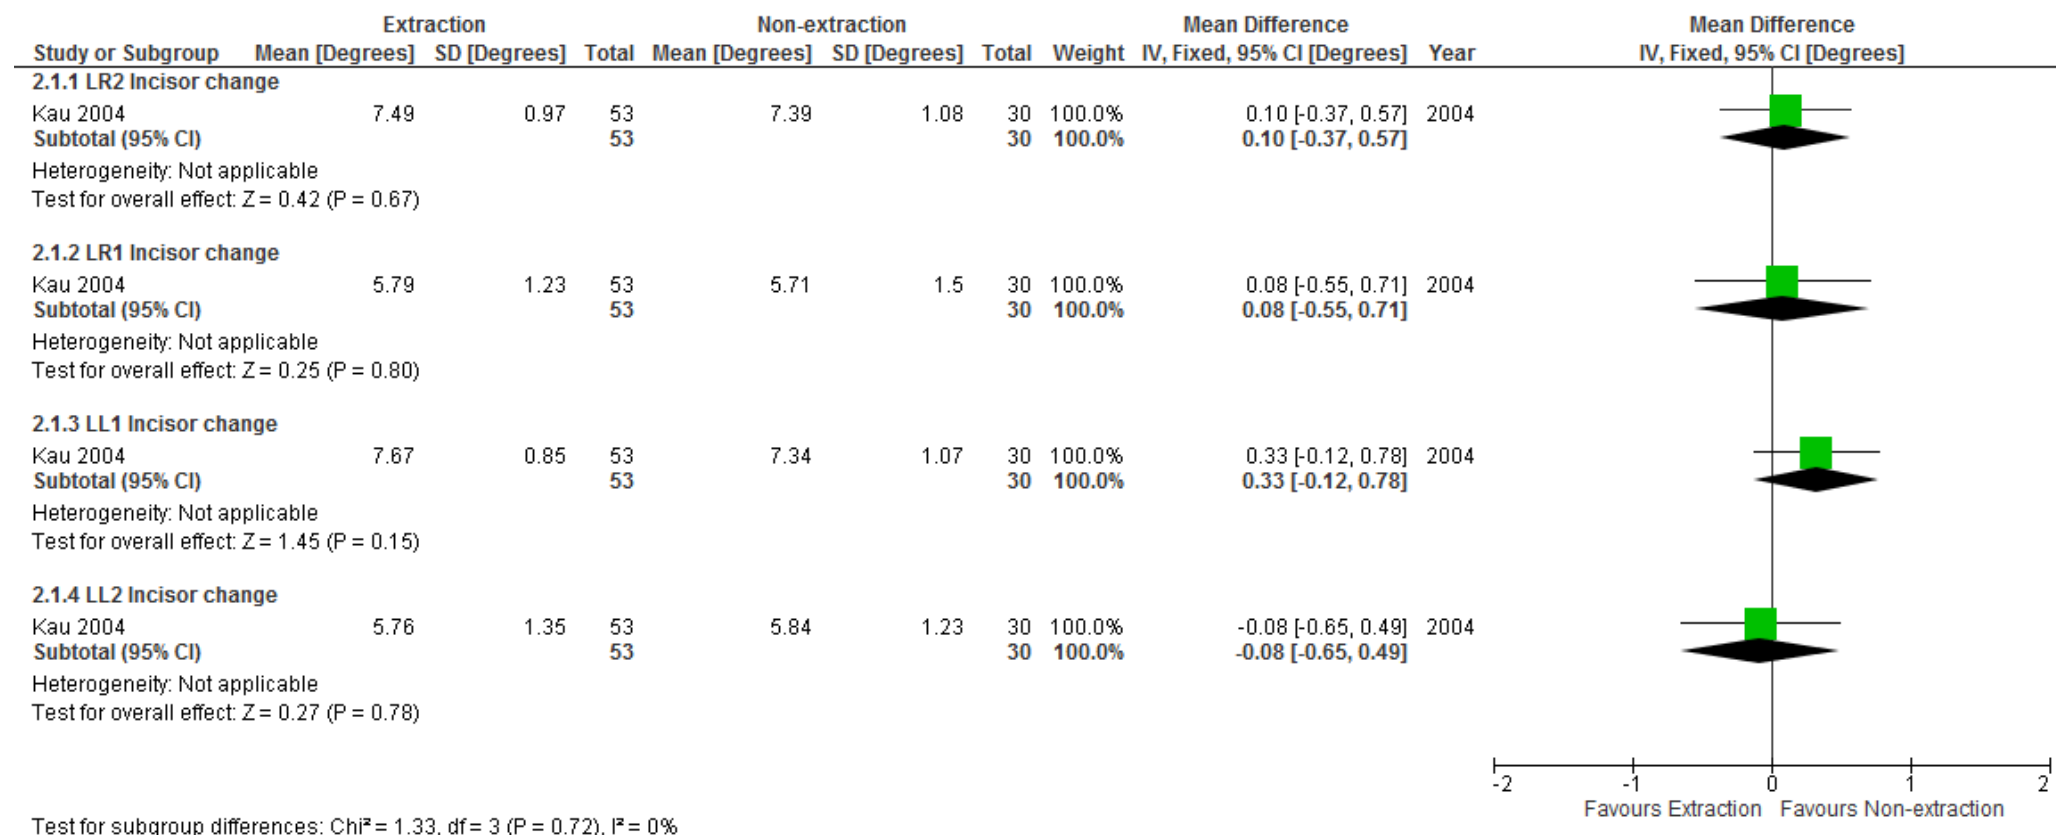 Extraction Non-extraction Mean Difference Mean Difference
Study or Subgroup Mean [Degrees] SD [Degrees] Total Mean [Degrees] SD [Degrees] Total Weight IV, Fixed, 95% CI [Degrees] Year IV, Fixed, 95% CI [Degrees]
2.1.1 LR2 Incisor change
Kau 2004 7.49 0.97 53 7.39 1.08 30 100.0% 0.10 [-0.37, 0.57] 2004
Subtotal (95% CI) 53 30 100.0% 0.10 [-0.37, 0.57]
Heterogeneity: Not applicable
Test for overall effect: Z = 0.42 (P = 0.67)
2.1.2 LR1 Incisor change
Kau 2004 5.79 1.23 53 5.71 1.5 30 100.0% 0.08 [-0.55, 0.71] 2004
Subtotal (95% CI) 53 30 100.0% 0.08 [-0.55, 0.71]
Heterogeneity: Not applicable
Test for overall effect: Z = 0.25 (P = 0.80)
2.1.3 LL1 Incisor change
Kau 2004 7.67 0.85 53 7.34 1.07 30 100.0% 0.33 [-0.12, 0.78] 2004
Subtotal (95% CI) 53 30 100.0% 0.33 [-0.12, 0.78]
Heterogeneity: Not applicable
Test for overall effect: Z = 1.45 (P = 0.15)
2.1.4 LL2 Incisor change
Kau 2004 5.76 1.35 53 5.84 1.23 30 100.0% -0.08 [-0.65, 0.49] 2004
Subtotal (95% CI) 53 30 100.0% -0.08 [-0.65, 0.49]
Heterogeneity: Not applicable
Test for overall effect: Z = 0.27 (P = 0.78)
-2 -1 0 1 2
Favours Extraction Favours Non-extraction
Test for subgroup differences: Chi² = 1.33, df = 3 (P = 0.72), I² = 0%